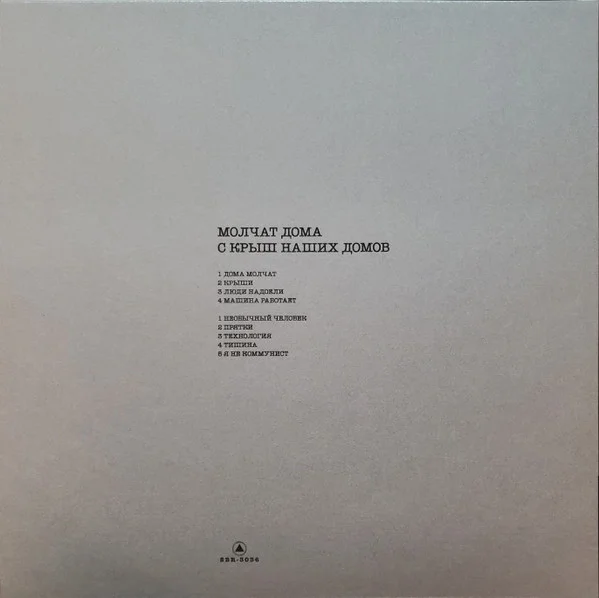 МОЛЧАТ ДОМА
С КРЫШ НАШИХ ДОМОВ
1 ДОМА МОЛЧАТ
2 КРЫШИ
3 ЛЮДИ НАДОЕЛИ
4 МАШИНА РАБОТАЕТ
1 НЕОБЫЧНЫЙ ЧЕЛОВЕК
2 ПРЯТКИ
3 ТЕХНОЛОГИЯ
4 ТИШИНА
5 Я НЕ КОММУНИСТ
SBR-3036